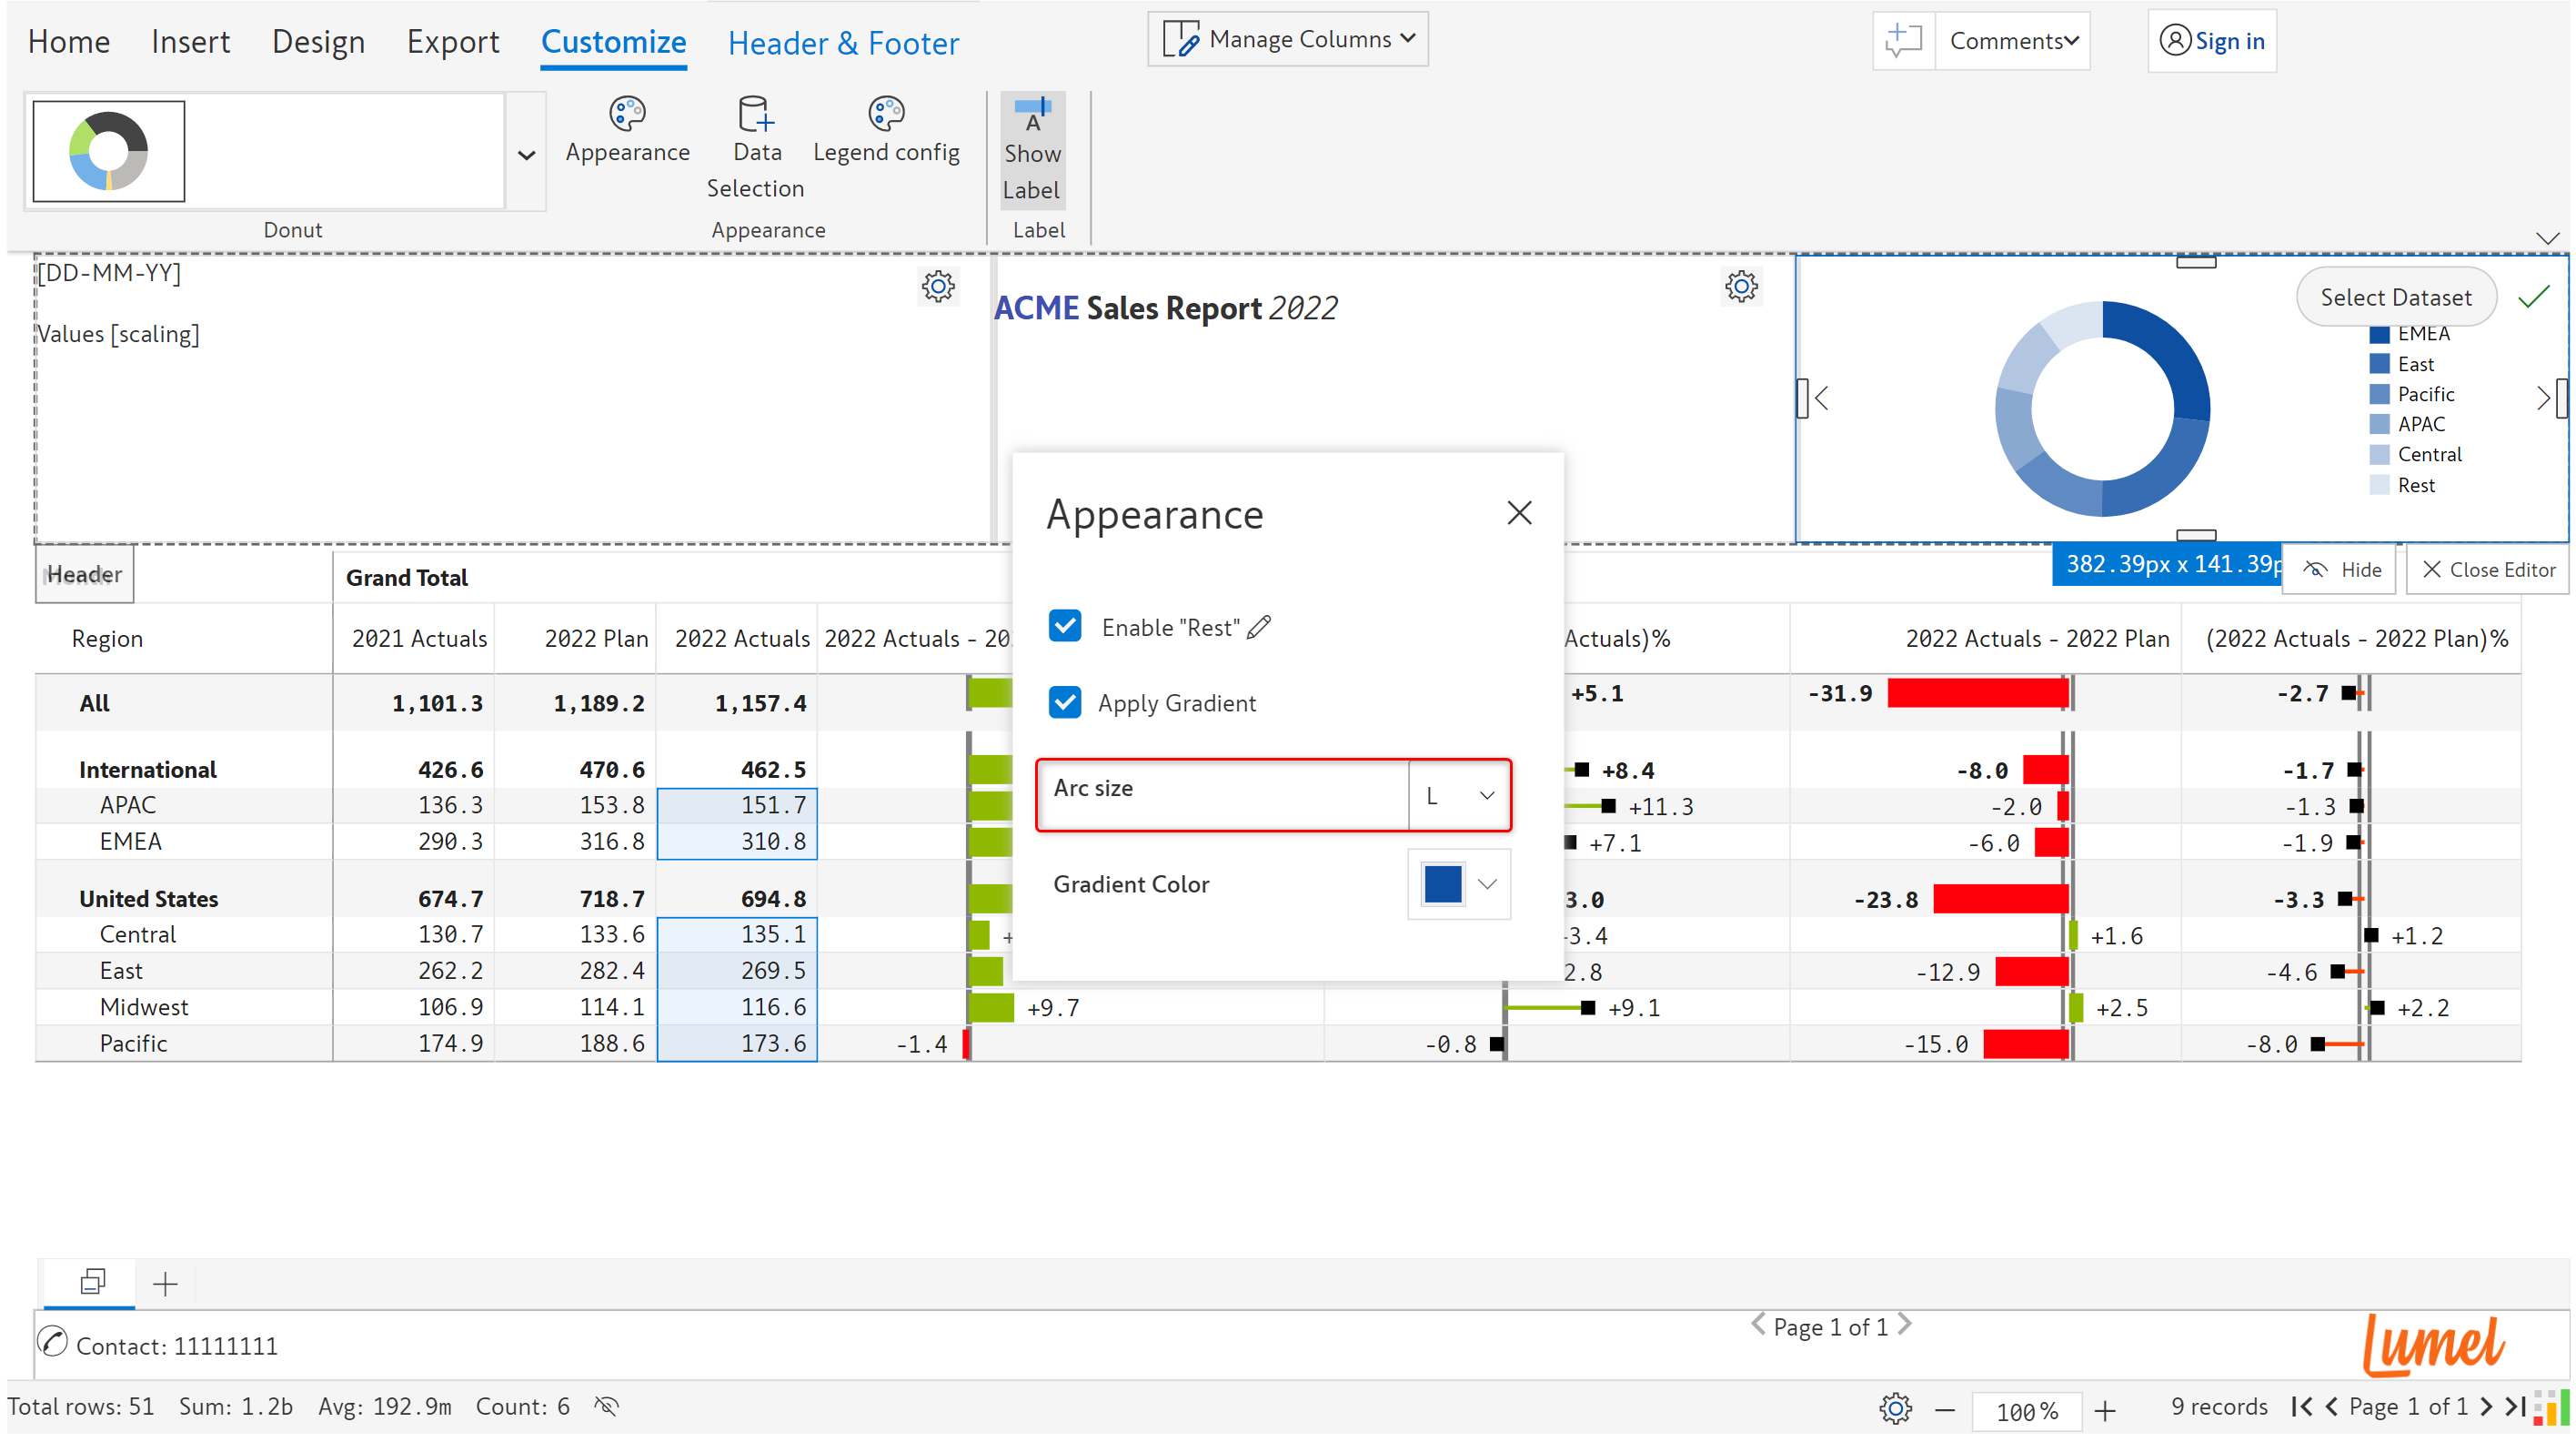 Home Insert Design Export Customize Header & Footer Manage Columns Comments Sign in
Appearance Data Selection Legend config Show Label
Donut Appearance Label
[DD-MM-YY]
Values [scaling]
ACME Sales Report 2022
Select Dataset
EMEA
East
Pacific
APAC
Central
Rest
382.39px x 141.39p
Hide
Close Editor
Header
Grand Total
Region 2021 Actuals 2022 Plan 2022 Actuals 2022 Actuals - 20 Actuals)% 2022 Actuals - 2022 Plan (2022 Actuals - 2022 Plan)%
All 1,101.3 1,189.2 1,157.4 +5.1 -31.9 -2.7
International 426.6 470.6 462.5 +8.4 -8.0 -1.7
APAC 136.3 153.8 151.7 +11.3 -2.0 -1.3
EMEA 290.3 316.8 310.8 +7.1 -6.0 -1.9
United States 674.7 718.7 694.8 3.0 -23.8 -3.3
Central 130.7 133.6 135.1 + 3.4 +1.6 +1.2
East 262.2 282.4 269.5 2.8 -12.9 -4.6
Midwest 106.9 114.1 116.6 +9.7 +9.1 +2.5 +2.2
Pacific 174.9 188.6 173.6 -1.4 -0.8 -15.0 -8.0
Appearance
Enable "Rest"
Apply Gradient
Arc size L
Gradient Color
Contact: 11111111
Page 1 of 1
Lumel
Total rows: 51 Sum: 1.2b Avg: 192.9m Count: 6 100% 9 records Page 1 of 1